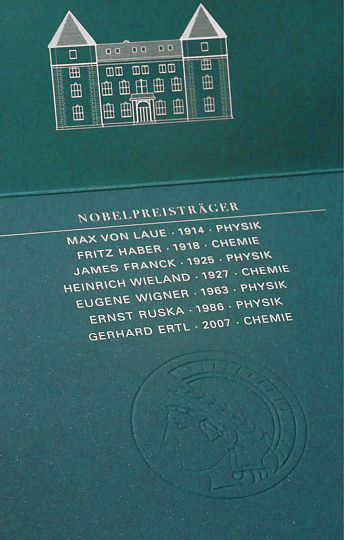 NOBELPREISTRÄGER
MAX VON LAUE · 1914 · PHYSIK
FRITZ HABER · 1918 · CHEMIE
JAMES FRANCK · 1925 · PHYSIK
HEINRICH WIELAND · 1927 · CHEMIE
EUGENE WIGNER · 1963 · PHYSIK
ERNST RUSKA · 1986 · PHYSIK
GERHARD ERTL · 2007 · CHEMIE